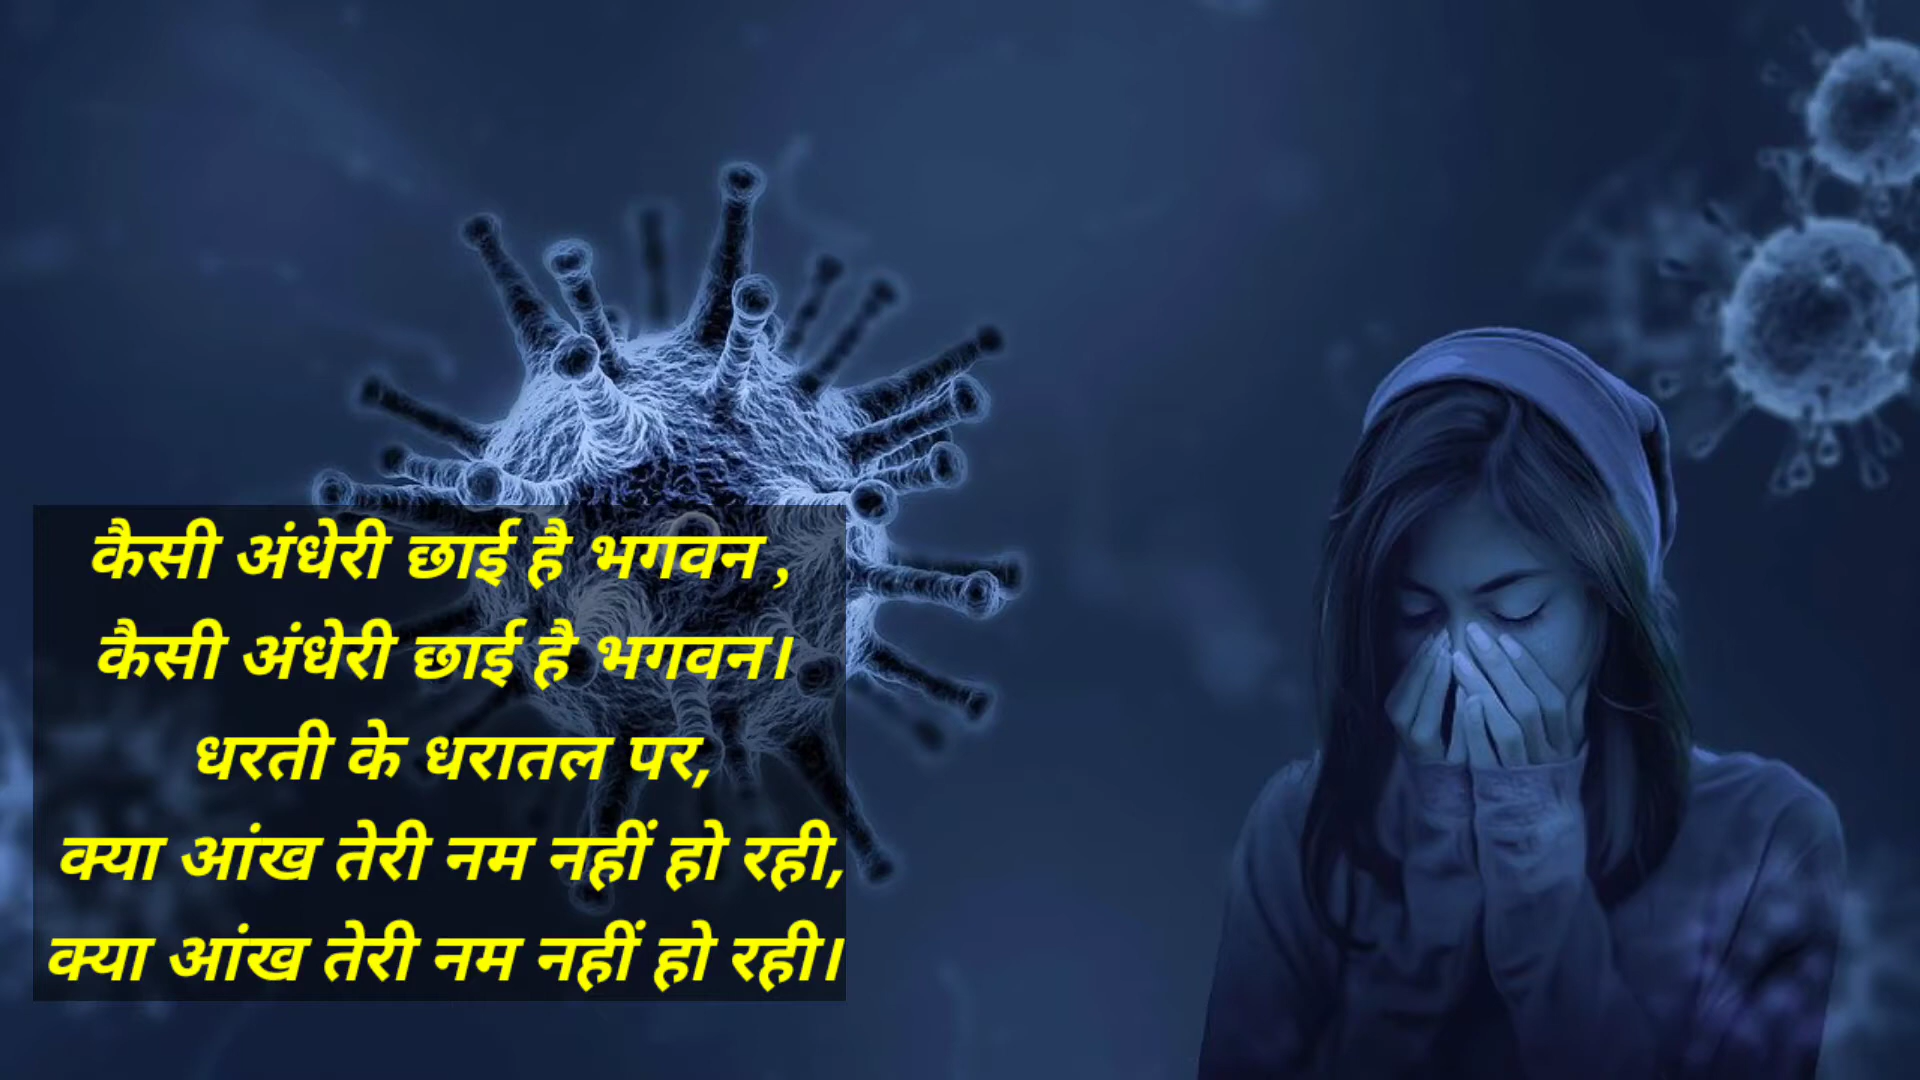 कैसी अंधेरी छाई है भगवन ,
कैसी अंधेरी छाई है भगवन।
धरती के धरातल पर,
क्या आंख तेरी नम नहीं हो रही,
क्या आंख तेरी नम नहीं हो रही।